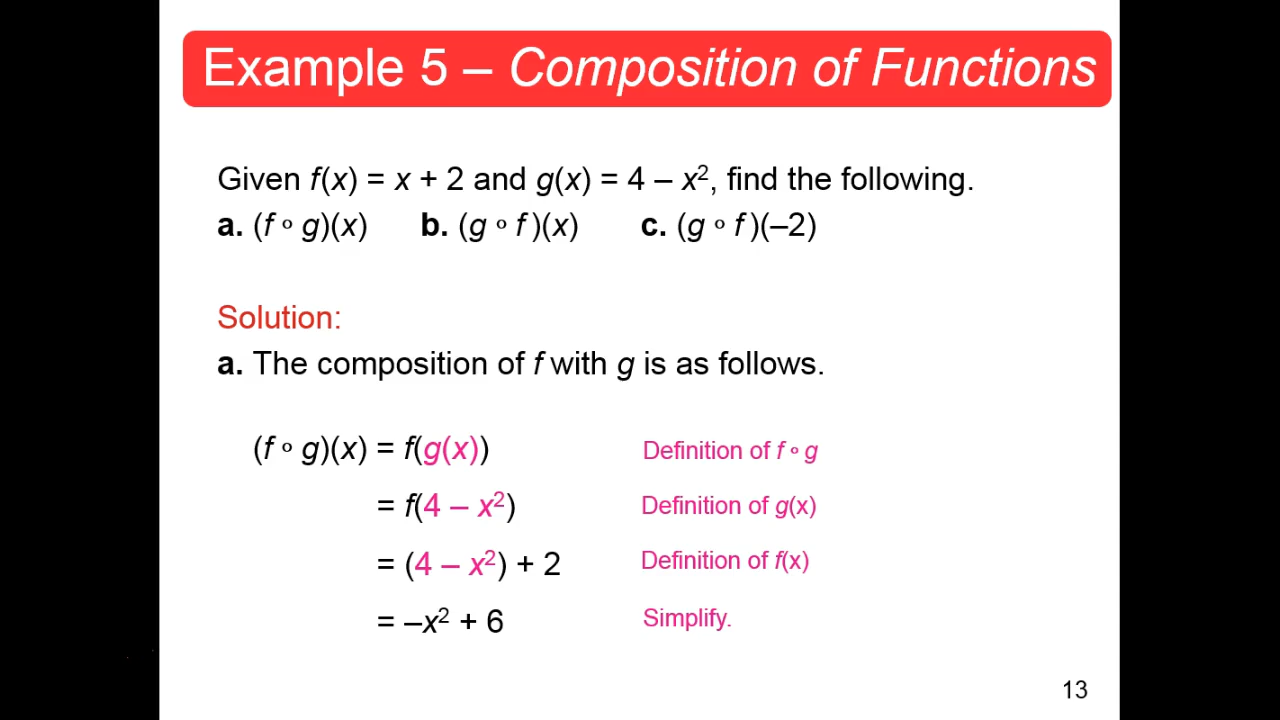 Example 5 – Composition of Functions
Given f(x) = x + 2 and g(x) = 4 – x², find the following.
a. (f ∘ g)(x) b. (g ∘ f )(x) c. (g ∘ f )(–2)
Solution:
a. The composition of f with g is as follows.
(f ∘ g)(x) = f(g(x)) Definition of f ∘ g
= f(4 – x²) Definition of g(x)
= (4 – x²) + 2 Definition of f(x)
= –x² + 6 Simplify.
13